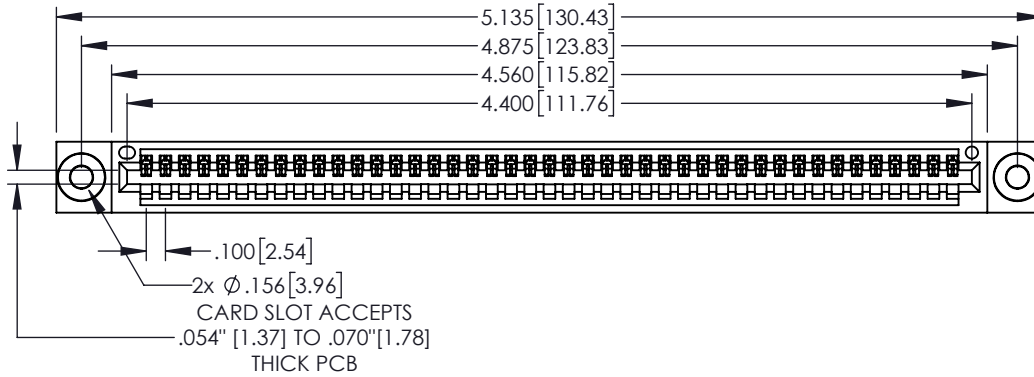 5.135[130.43]
4.875[123.83]
4.560[115.82]
4.400[111.76]
.100[2.54]
2x Ø.156[3.96]
CARD SLOT ACCEPTS
.054" [1.37] TO .070"[1.78]
THICK PCB